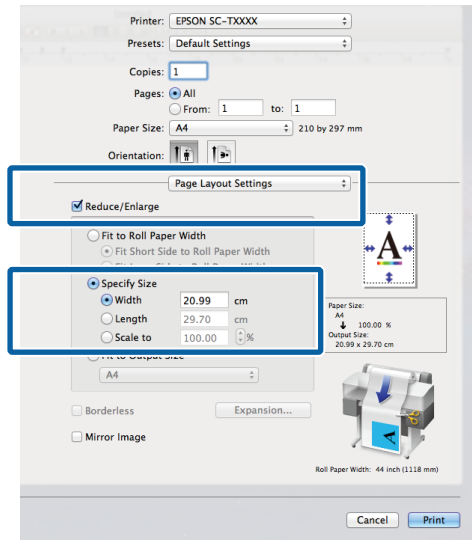 Printer: EPSON SC-TXXXX
Presets: Default Settings
Copies: 1
Pages: All
From: 1 to: 1
Paper Size: A4 210 by 297 mm
Orientation:
Page Layout Settings
Reduce/Enlarge
Fit to Roll Paper Width
Fit Short Side to Roll Paper Width
Specify Size
Width 20.99 cm
Length 29.70 cm
Scale to 100.00 %
Fit to Output Size
A4
Borderless Expansion...
Mirror Image
A
Paper Size:
A4
100.00 %
Output Size:
20.99 x 29.70 cm
A
Roll Paper Width: 44 inch (1118 mm)
Cancel Print